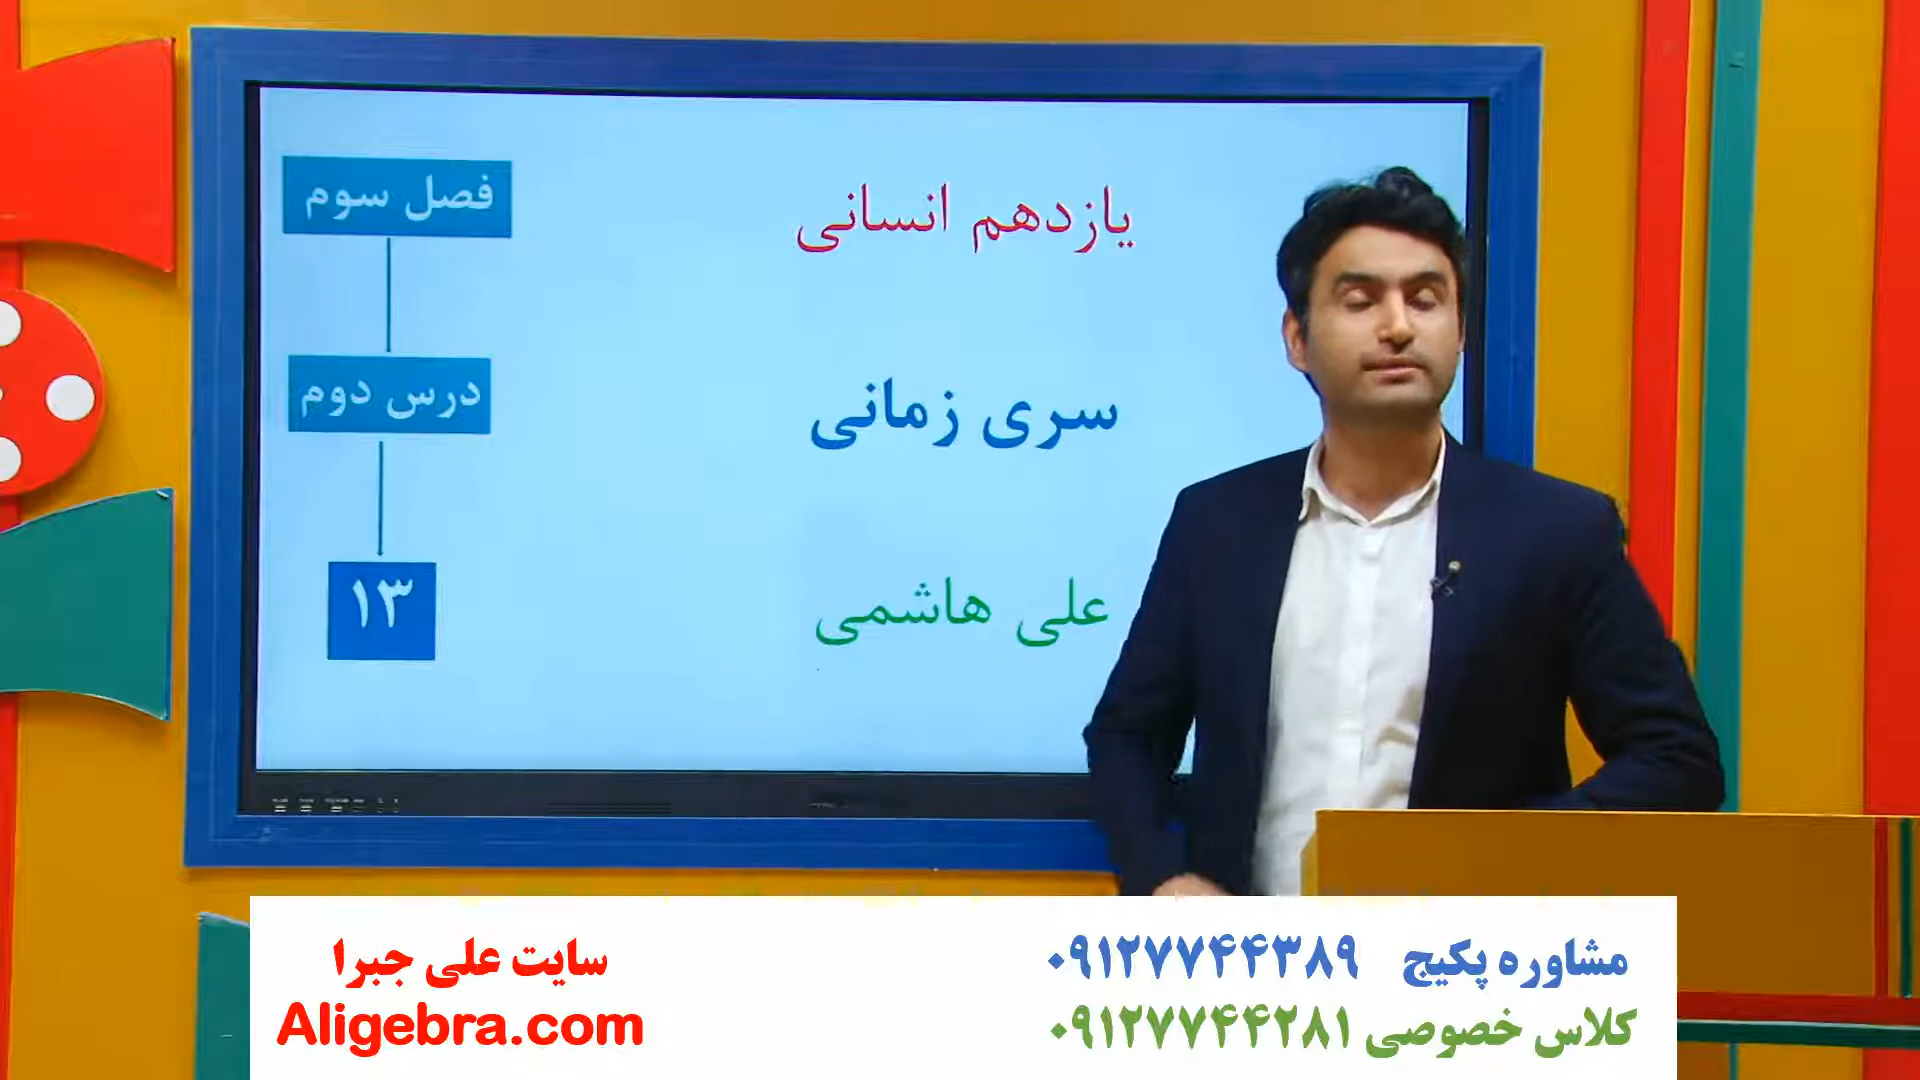 یازدهم انسانی
سری زمانی
علی هاشمی
فصل سوم
درس دوم
۱۳
مشاوره پکیج ۰۹۱۲۷۷۴۴۳۸۹
کلاس خصوصی ۰۹۱۲۷۷۴۴۲۸۱
سایت علی جبرا
Aligebra.com